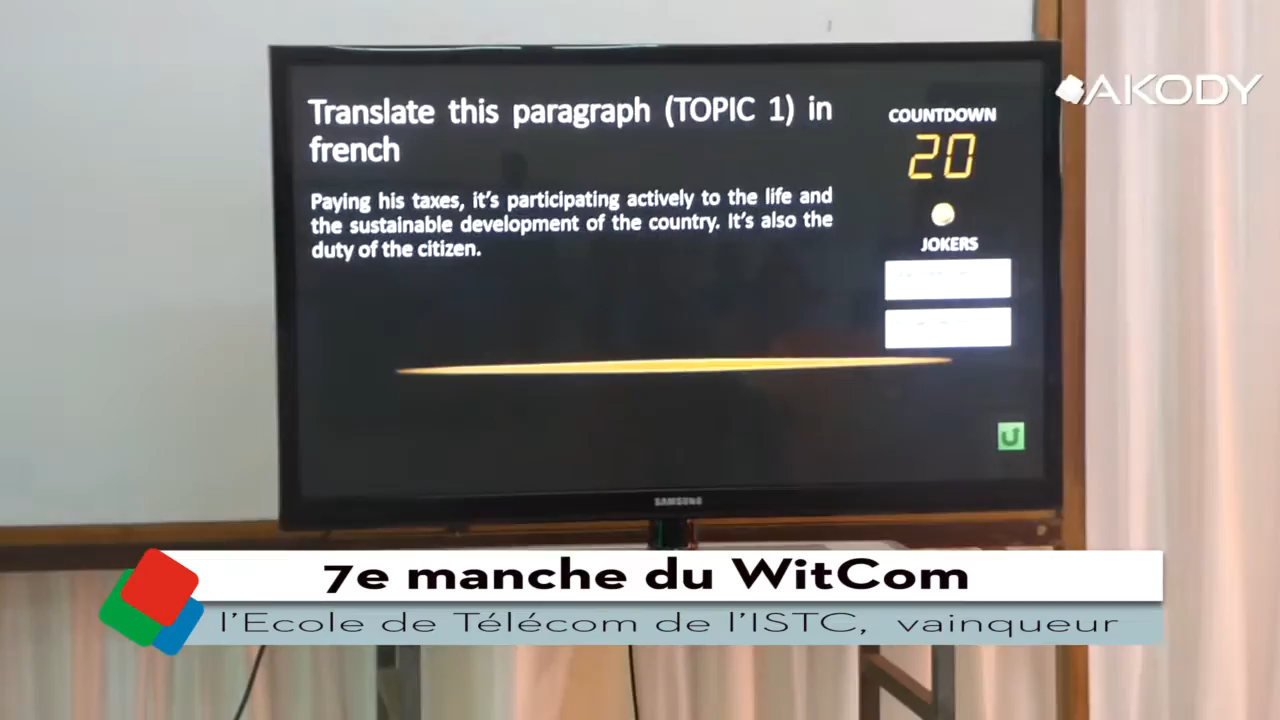 AKODY
Translate this paragraph (TOPIC 1) in
french
Paying his taxes, it's participating actively to the life and
the sustainable development of the country. It's also the
duty of the citizen.
COUNTDOWN
20
JOKERS
SAMSUNG
7e manche du WitCom
l'Ecole de Télécom de l'ISTC, vainqueur